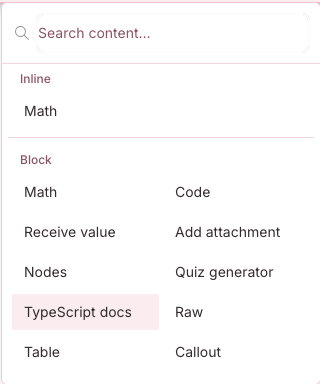 Search content...
Inline
Math
Block
Math
Code
Receive value
Add attachment
Nodes
Quiz generator
TypeScript docs
Raw
Table
Callout